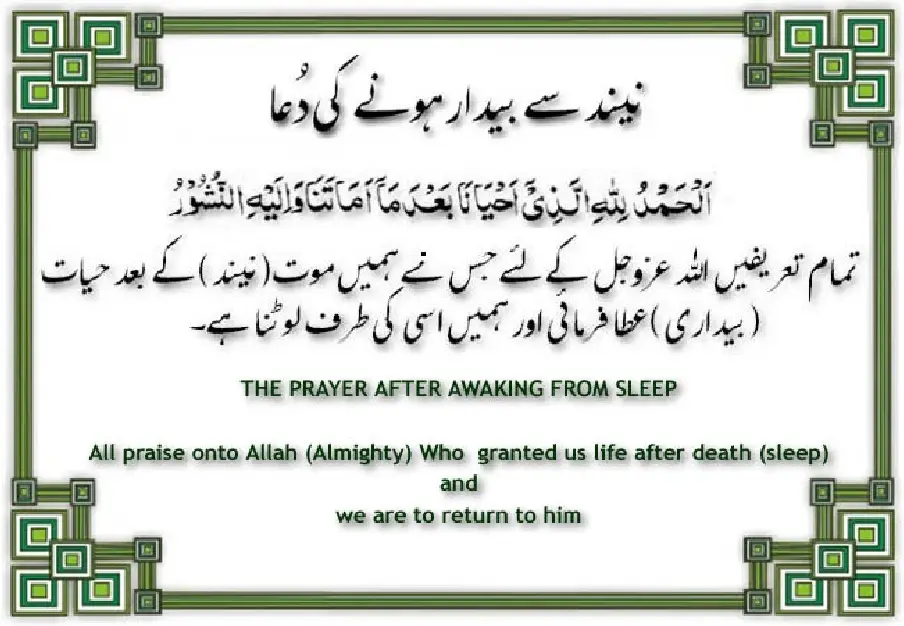 نیند سے بیدار ہونے کی دُعا
اَلْحَمْدُ لِلّٰهِ الَّذِیْۤ اَحْیَانَا بَعْدَ مَاۤ اَمَاتَنَا وَاِلَیْهِ النُّشُوْرُ
تمام تعریفیں اللہ عزوجل کے لئے جس نے ہمیں موت (نیند) کے بعد حیات
(بیداری) عطا فرمائی اور ہمیں اسی کی طرف لوٹنا ہے۔
THE PRAYER AFTER AWAKING FROM SLEEP
All praise onto Allah (Almighty) Who granted us life after death (sleep)
and
we are to return to him